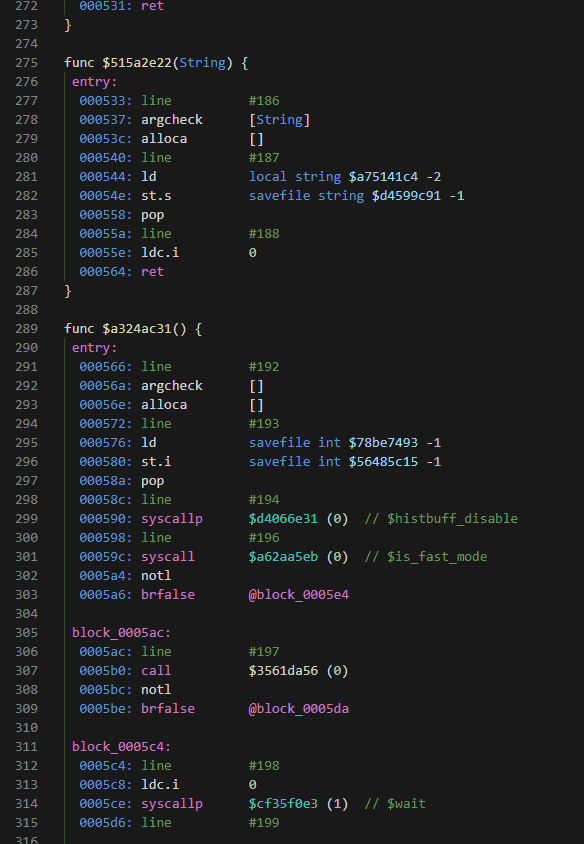 272 000531: ret
273 }
274
275 func $515a2e22(String) {
276 entry:
277 000533: line #186
278 000537: argcheck [String]
279 00053c: alloca []
280 000540: line #187
281 000544: ld local string $a75141c4 -2
282 00054e: st.s savefile string $d4599c91 -1
283 000558: pop
284 00055a: line #188
285 00055e: ldc.i 0
286 000564: ret
287 }
288
289 func $a324ac31() {
290 entry:
291 000566: line #192
292 00056a: argcheck []
293 00056e: alloca []
294 000572: line #193
295 000576: ld savefile int $78be7493 -1
296 000580: st.i savefile int $56485c15 -1
297 00058a: pop
298 00058c: line #194
299 000590: syscallp $d4066e31 (0) // $histbuff_disable
300 000598: line #196
301 00059c: syscall $a62aa5eb (0) // $is_fast_mode
302 0005a4: notl
303 0005a6: brfalse @block_0005e4
304
305 block_0005ac:
306 0005ac: line #197
307 0005b0: call $3561da56 (0)
308 0005bc: notl
309 0005be: brfalse @block_0005da
310
311 block_0005c4:
312 0005c4: line #198
313 0005c8: ldc.i 0
314 0005ce: syscallp $cf35f0e3 (1) // $wait
315 0005d6: line #199
316